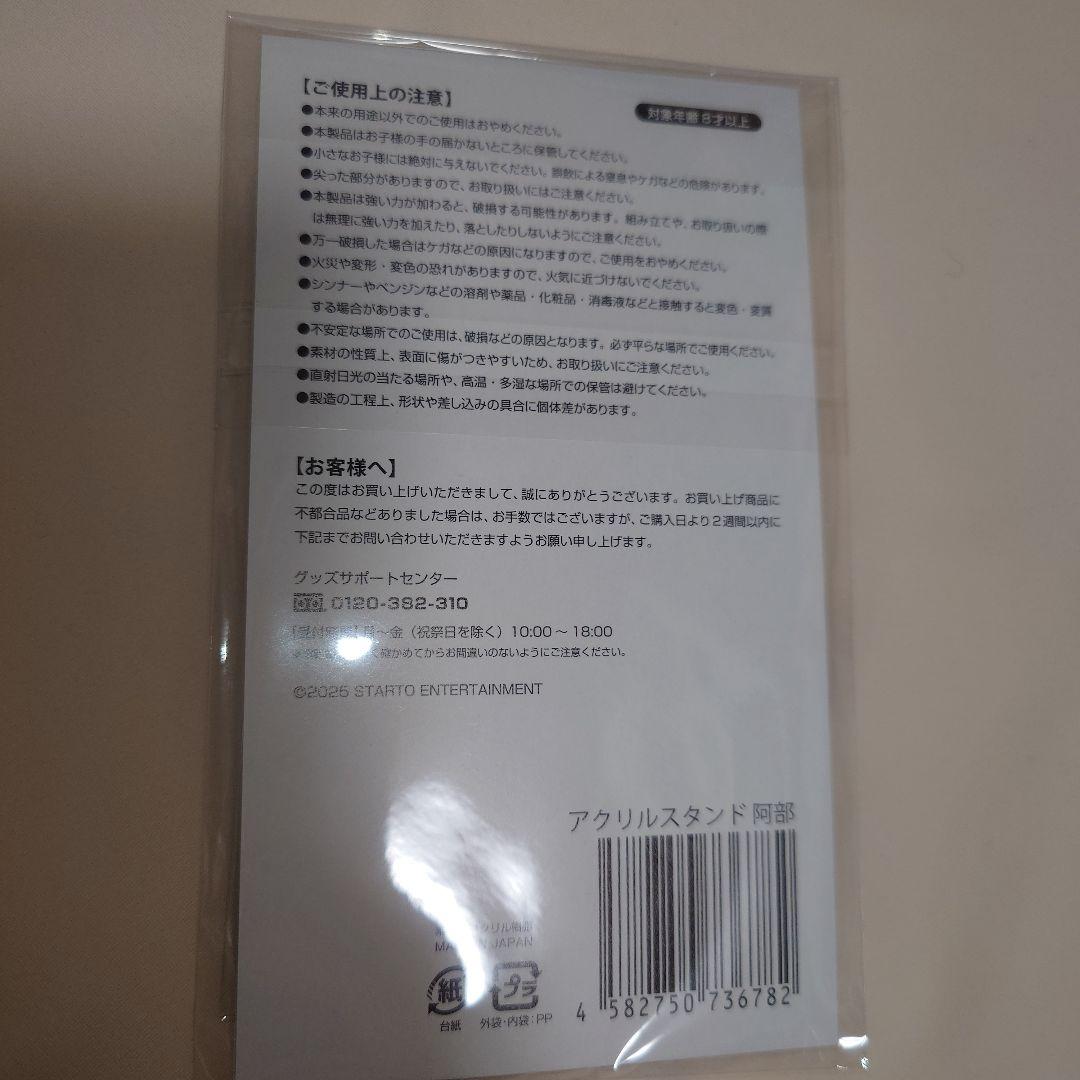 【ご使用上の注意】
対象年齢8才以上
●本来の用途以外でのご使用はおやめください。
●本製品はお子様の手の届かないところに保管してください。
●小さなお子様には絶対に与えないでください。誤飲による窒息やケガなどの危険があります。
●尖った部分がありますので、お取り扱いにはご注意ください。
●本製品は強い力が加わると、破損する可能性があります。組み立てや、お取り扱いの際
は無理に強い力を加えたり、落としたりしないようにご注意ください。
●万一破損した場合はケガなどの原因になりますので、ご使用をおやめください。
●火災や変形・変色の恐れがありますので、火気に近づけないでください。
●シンナーやベンジンなどの溶剤や薬品・化粧品・消毒液などと接触すると変色・変質
する場合があります。
●不安定な場所でのご使用は、破損などの原因となります。必ず平らな場所でご使用ください。
●素材の性質上、表面に傷がつきやすいため、お取り扱いにご注意ください。
●直射日光の当たる場所や、高温・多湿な場所での保管は避けてください。
●製造の工程上、形状や差し込みの具合に個体差があります。
【お客様へ】
この度はお買い上げいただきまして、誠にありがとうございます。お買い上げ商品に
不都合品などありました場合は、お手数ではございますが、ご購入日より2週間以内に
下記までお問い合わせいただきますようお願い申し上げます。
グッズサポートセンター
0120-382-310
月～金（祝祭日を除く）10:00～18:00
確かめてからお間違いのないようにご注意ください。
©2025 STARTO ENTERTAINMENT
アクリルスタンド 阿部
クリル樹脂
MADE IN JAPAN
紙
プラ
台紙
外袋・内袋：PP
4 582750 736782